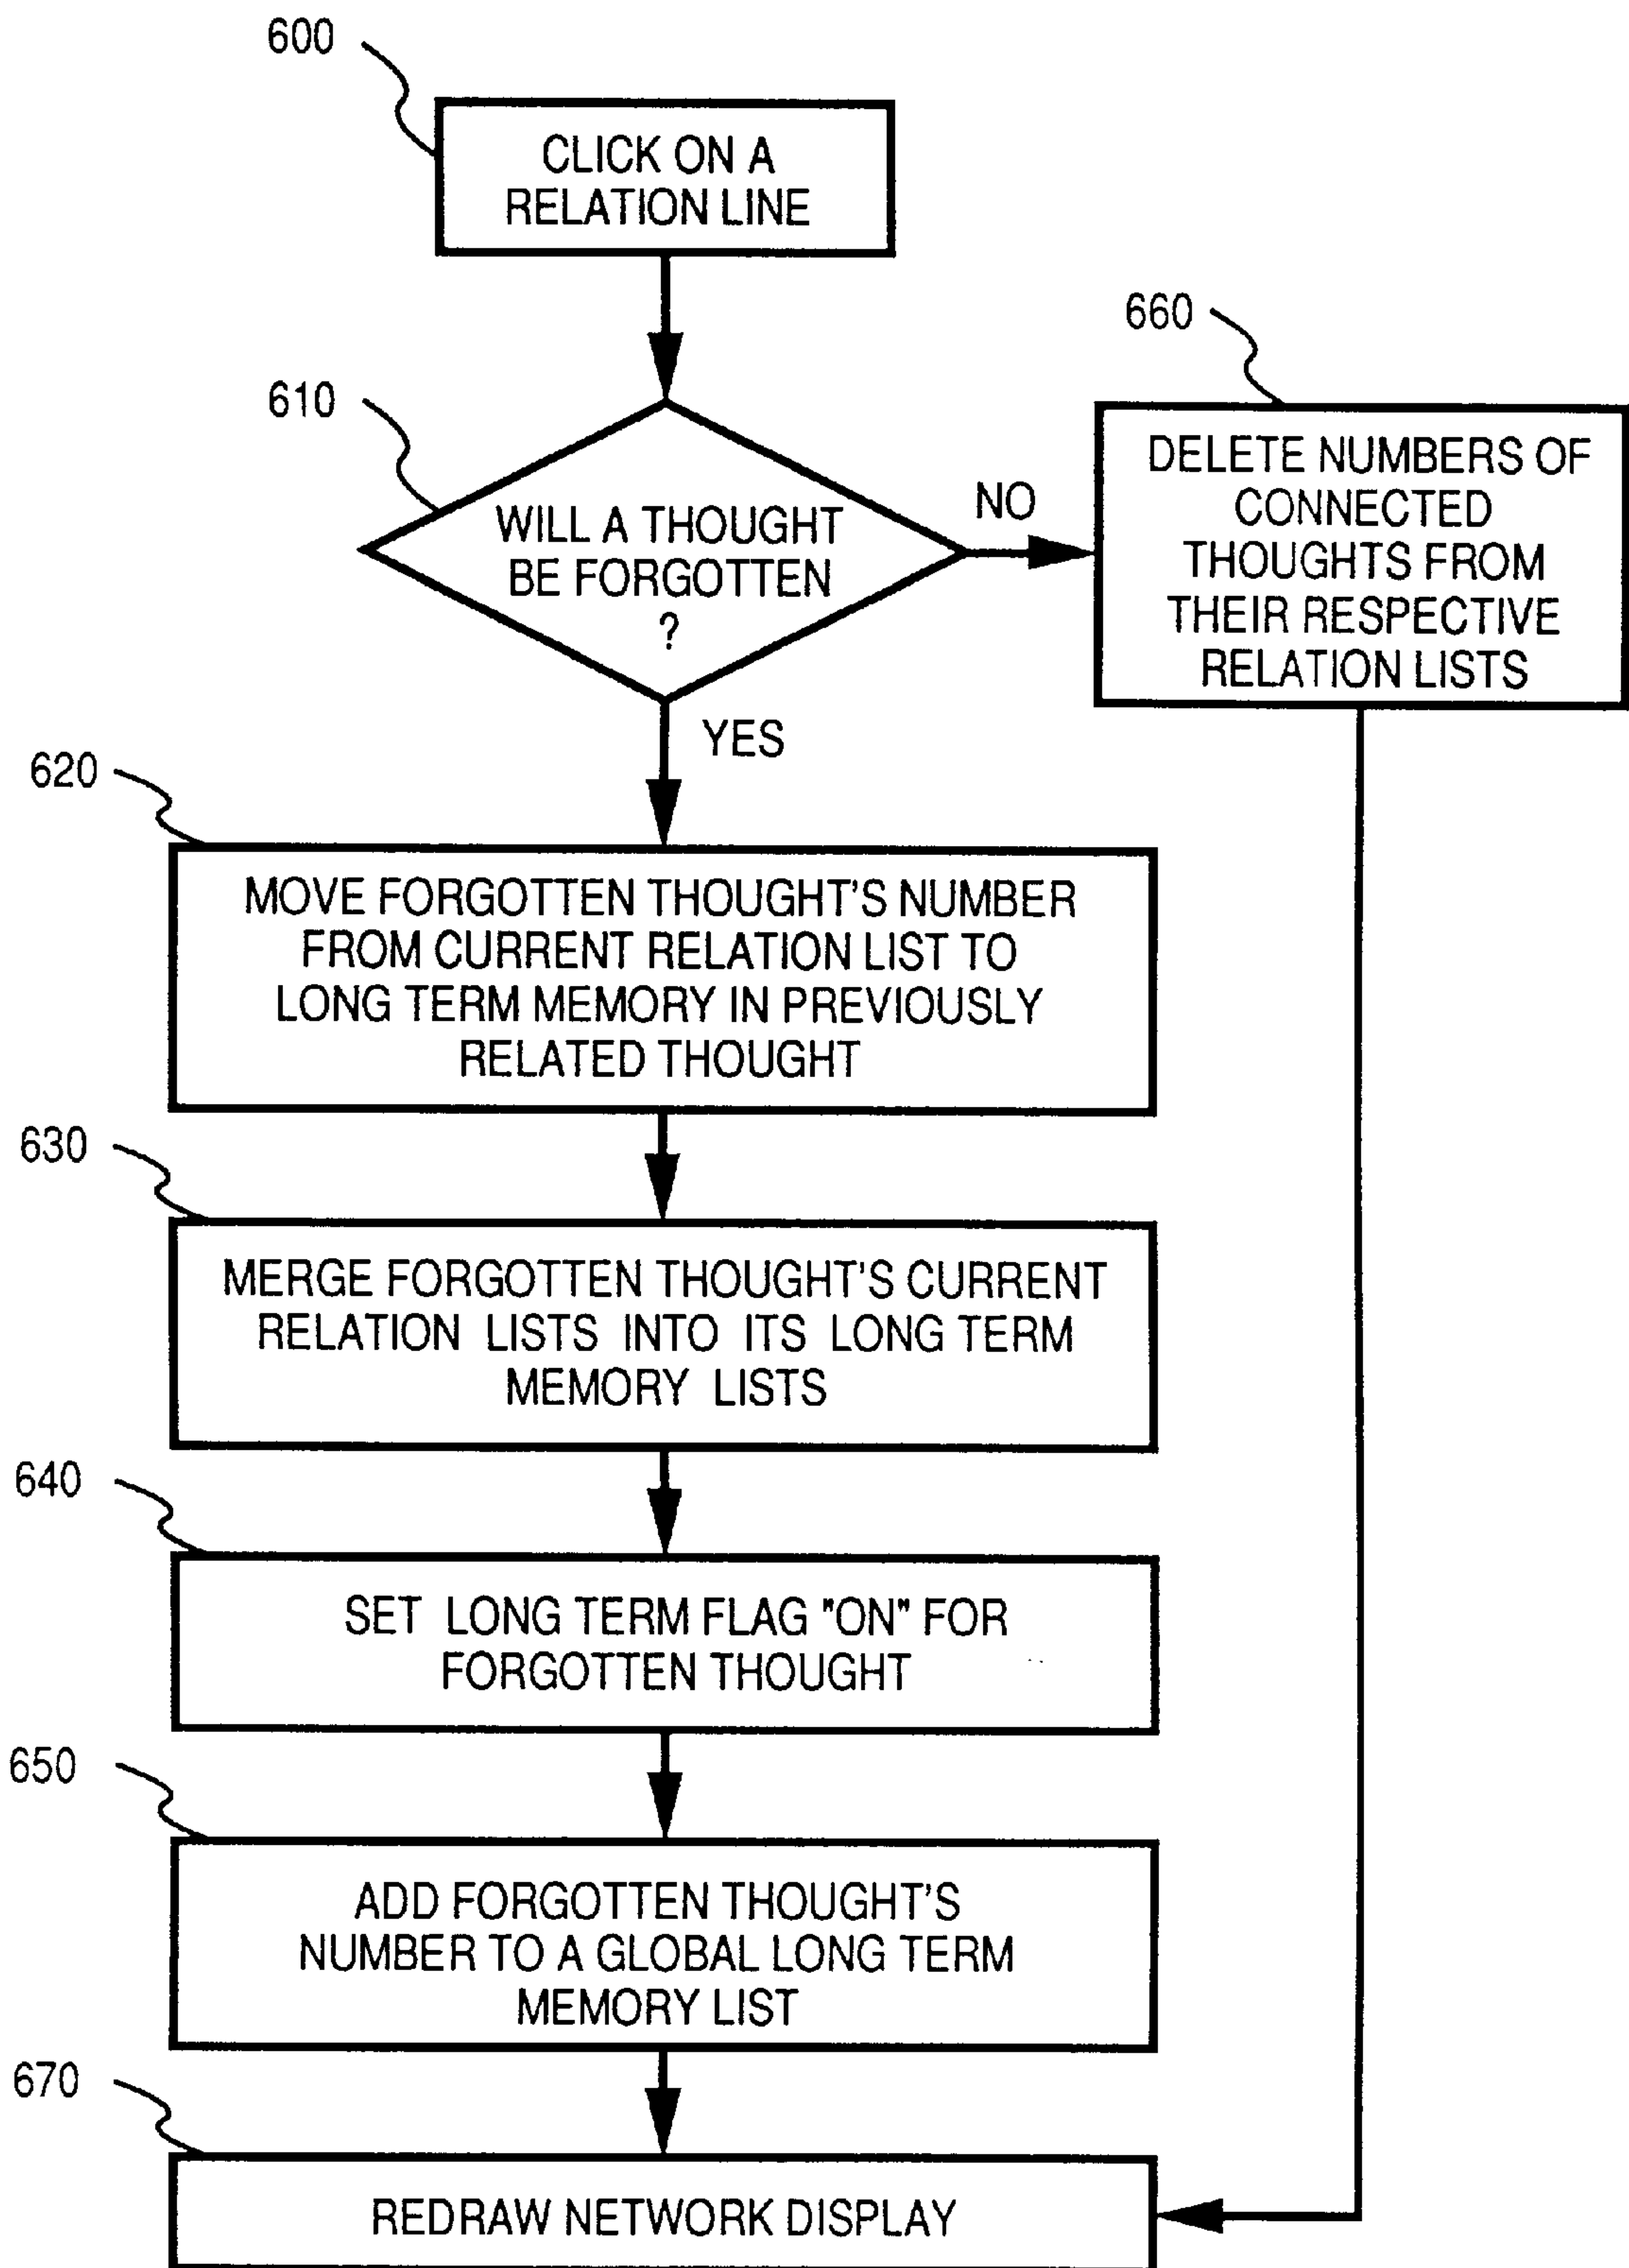 600
CLICK ON A
RELATION LINE
660
610
DELETE NUMBERS OF
CONNECTED
THOUGHTS FROM
THEIR RESPECTIVE
RELATION LISTS
NO
WILL A THOUGHT
BE FORGOTTEN
?
YES
620
MOVE FORGOTTEN THOUGHT'S NUMBER
FROM CURRENT RELATION LIST TO
LONG TERM MEMORY IN PREVIOUSLY
RELATED THOUGHT
630
MERGE FORGOTTEN THOUGHT'S CURRENT
RELATION LISTS INTO ITS LONG TERM
MEMORY LISTS
640
SET LONG TERM FLAG "ON" FOR
FORGOTTEN THOUGHT
650
ADD FORGOTTEN THOUGHT'S
NUMBER TO A GLOBAL LONG TERM
MEMORY LIST
670
REDRAW NETWORK DISPLAY